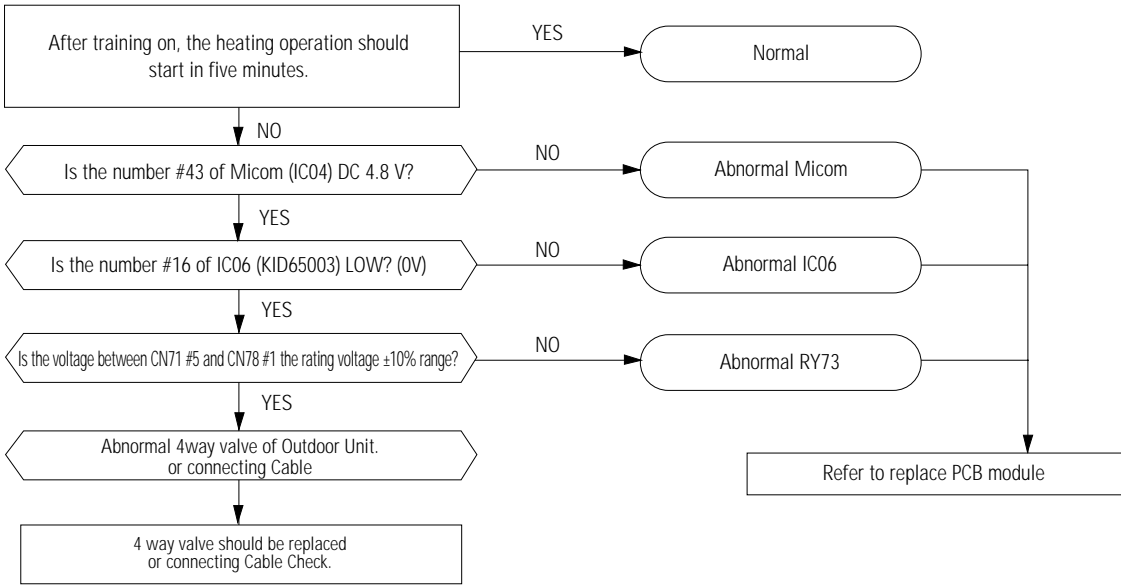 After training on, the heating operation should
start in five minutes.
YES
Normal
NO
Is the number #43 of Micom (IC04) DC 4.8 V?
NO
Abnormal Micom
YES
Is the number #16 of IC06 (KID65003) LOW? (0V)
NO
Abnormal IC06
YES
Is the voltage between CN71 #5 and CN78 #1 the rating voltage ±10% range?
NO
Abnormal RY73
YES
Abnormal 4way valve of Outdoor Unit.
or connecting Cable
Refer to replace PCB module
4 way valve should be replaced
or connecting Cable Check.